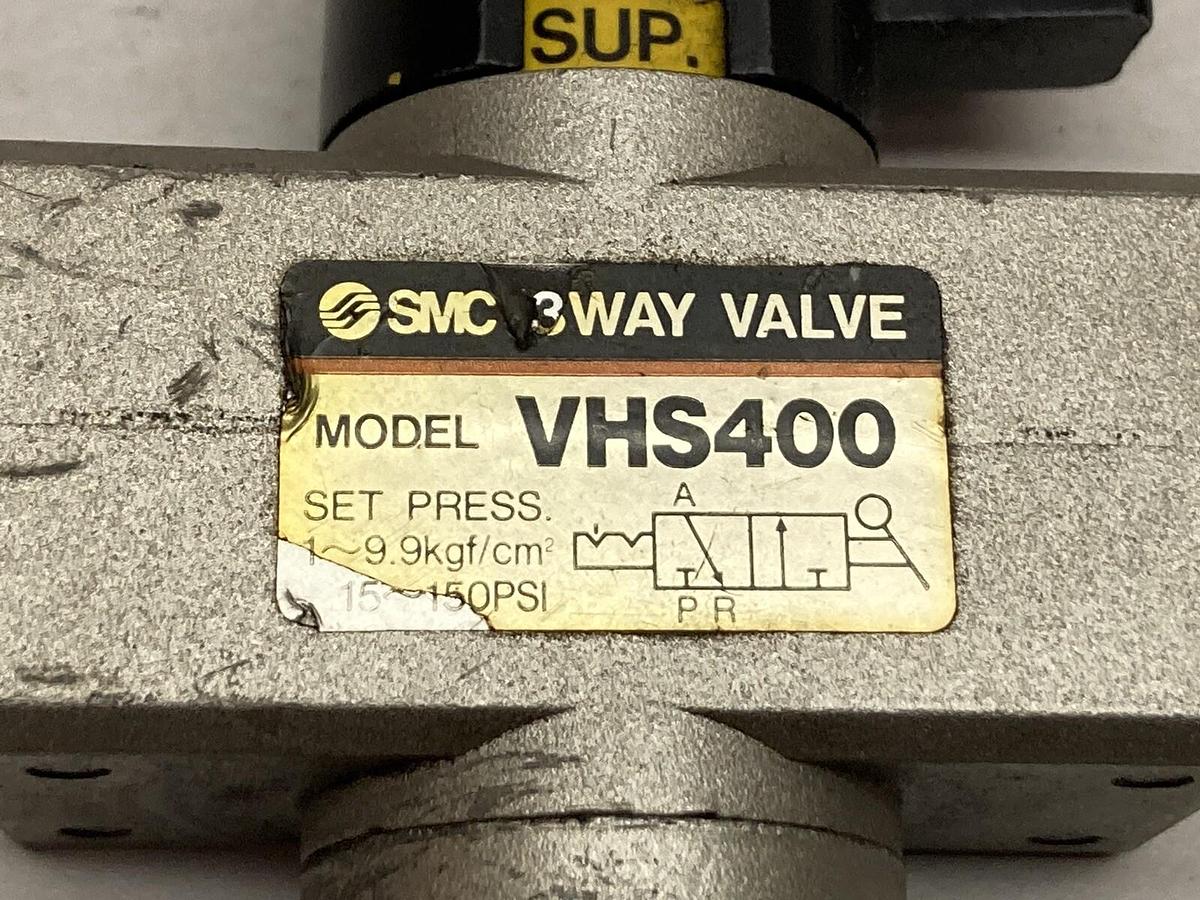 SUP.
SMC 3WAY VALVE
MODEL VHS400
SET PRESS.
1~9.9kgf/cm²
15~150PSI
A
P R